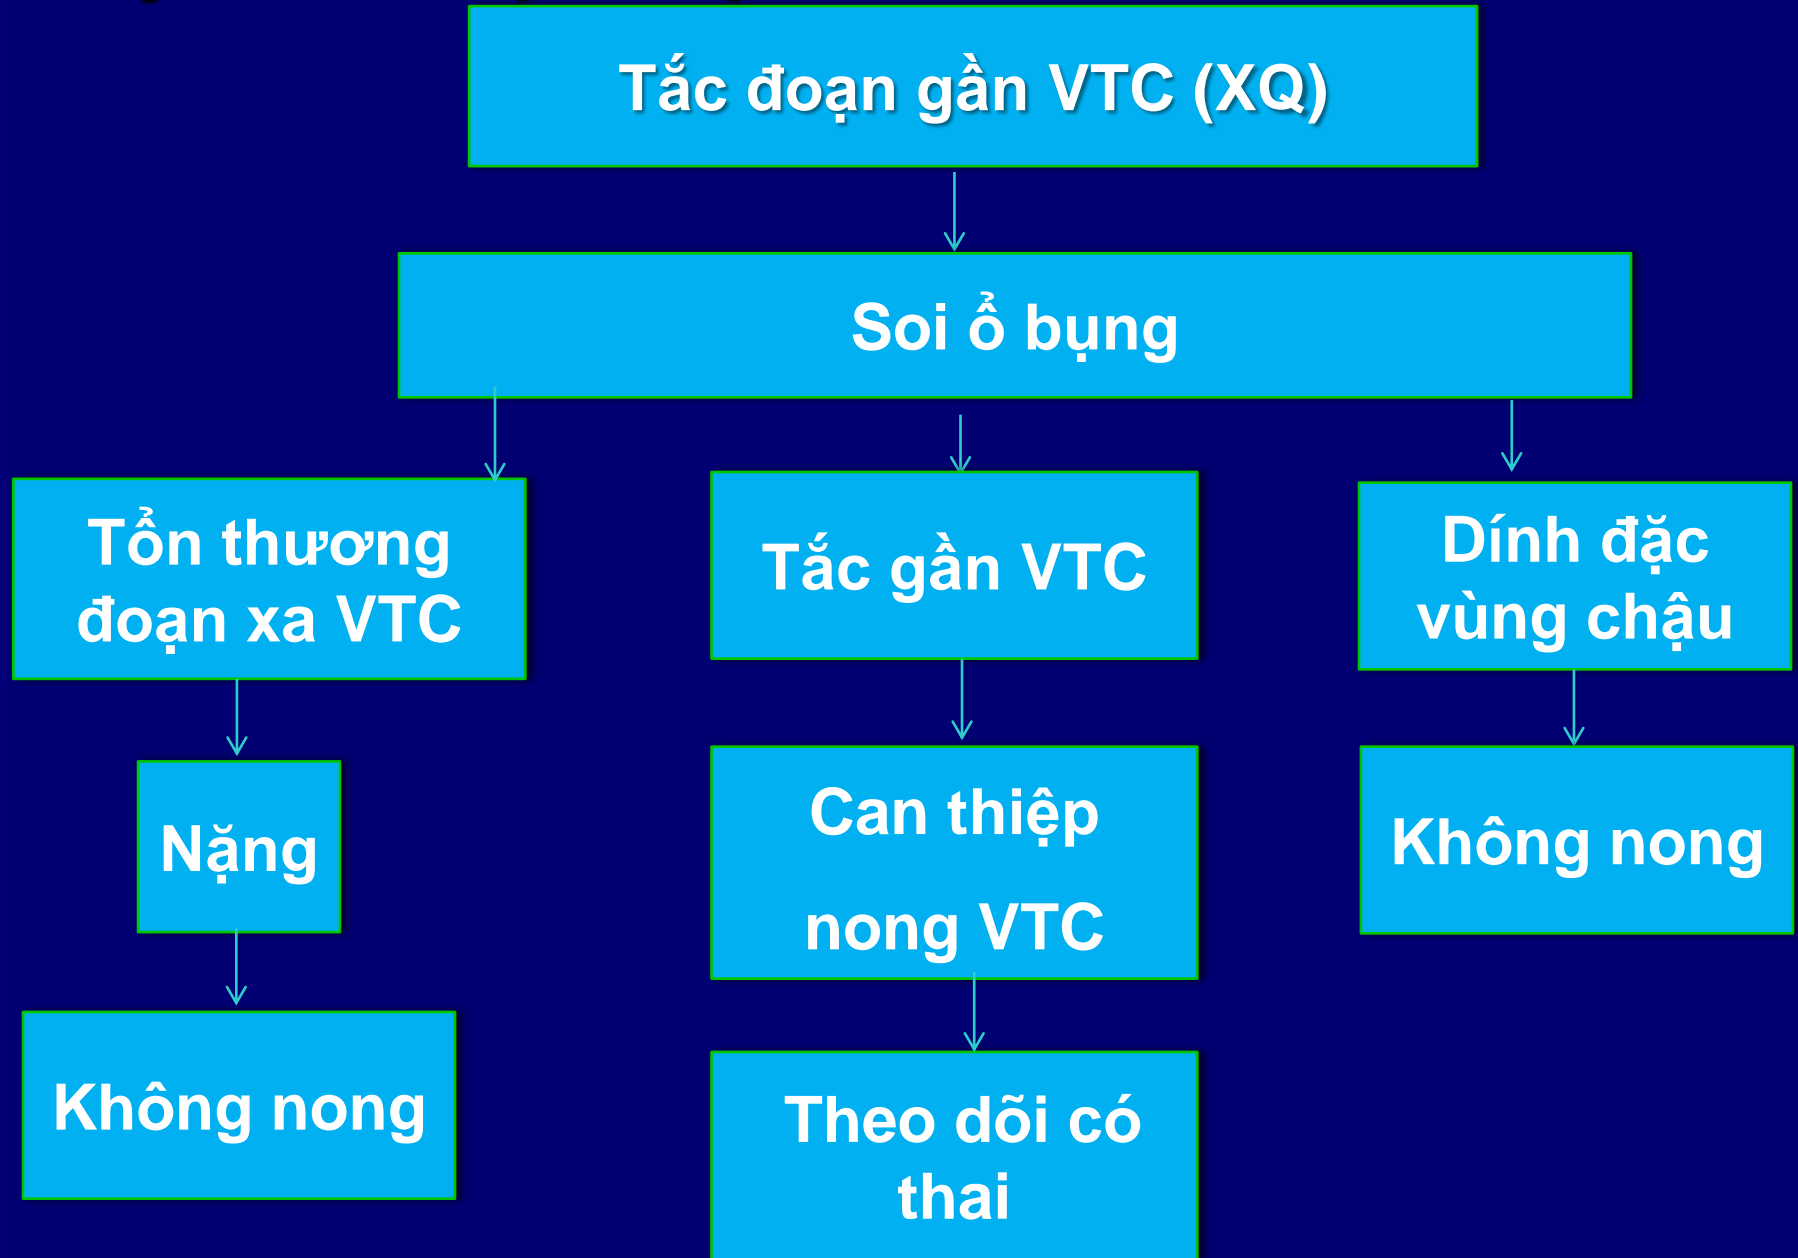 Tắc đoạn gần VTC (XQ)
Soi ổ bụng
Tổn thương
đoạn xa VTC
Tắc gần VTC
Dính đặc
vùng chậu
Nặng
Can thiệp
nong VTC
Không nong
Không nong
Theo dõi có
thai